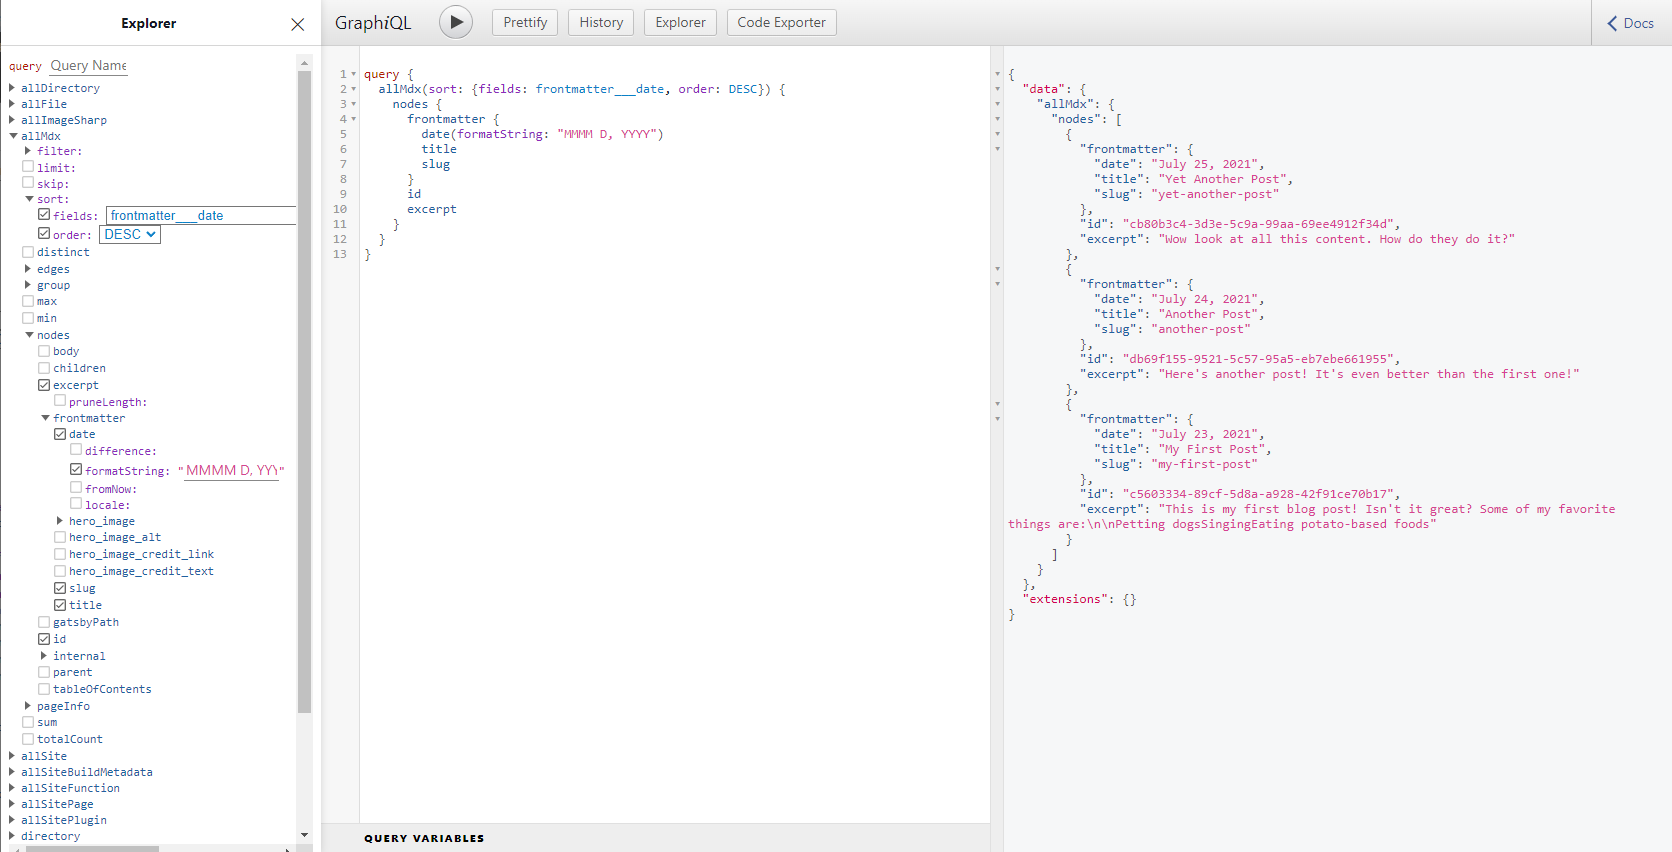 Explorer
query Query Name
allDirectory
allFile
allImageSharp
allMdx
filter:
limit:
skip:
sort:
fields: frontmatter___date
order: DESC
distinct
edges
group
max
min
nodes
body
children
excerpt
pruneLength:
frontmatter
date
difference:
formatString: "MMMM D, YYY"
fromNow:
locale:
hero_image
hero_image_alt
hero_image_credit_link
hero_image_credit_text
slug
title
gatsbyPath
id
internal
parent
tableOfContents
pageInfo
sum
totalCount
allSite
allSiteBuildMetadata
allSiteFunction
allSitePage
allSitePlugin
directory
GraphiQL Prettify History Explorer Code Exporter Docs
1 query {
2 allMdx(sort: {fields: frontmatter___date, order: DESC}) {
3 nodes {
4 frontmatter {
5 date(formatString: "MMMM D, YYYY")
6 title
7 slug
8 }
9 id
10 excerpt
11 }
12 }
13 }
QUERY VARIABLES
{
"data": {
"allMdx": {
"nodes": [
{
"frontmatter": {
"date": "July 25, 2021",
"title": "Yet Another Post",
"slug": "yet-another-post"
},
"id": "cb80b3c4-3d3e-5c9a-99aa-69ee4912f34d",
"excerpt": "Wow look at all this content. How do they do it?"
},
{
"frontmatter": {
"date": "July 24, 2021",
"title": "Another Post",
"slug": "another-post"
},
"id": "db69f155-9521-5c57-95a5-eb7ebe661955",
"excerpt": "Here's another post! It's even better than the first one!"
},
{
"frontmatter": {
"date": "July 23, 2021",
"title": "My First Post",
"slug": "my-first-post"
},
"id": "c5603334-89cf-5d8a-a928-42f91ce70b17",
"excerpt": "This is my first blog post! Isn't it great? Some of my favorite
things are:\n\nPetting dogsSingingEating potato-based foods"
}
]
}
},
"extensions": {}
}